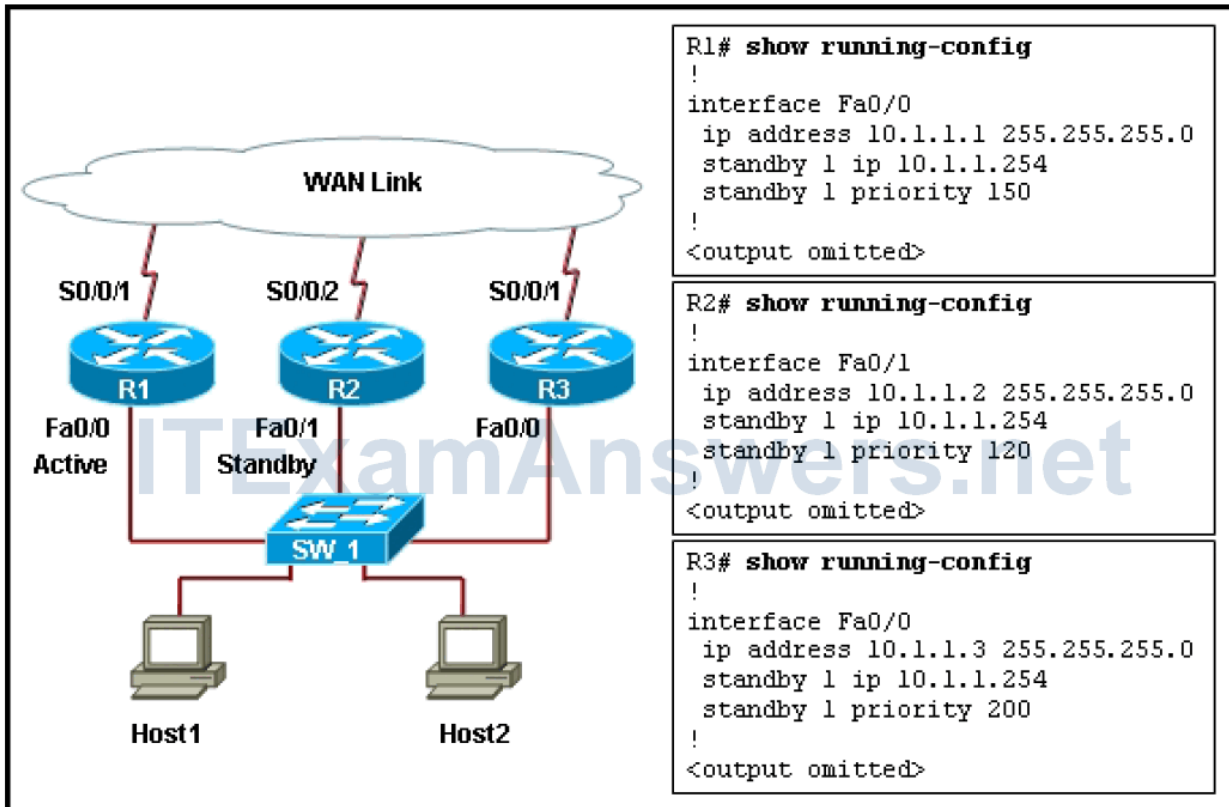 WAN Link
S0/0/1
S0/0/2
S0/0/1
R1
R2
R3
Fa0/0
Active
Fa0/1
Standby
Fa0/0
SW_1
Host1
Host2
ITExamAnswers.net
R1# show running-config
!
interface Fa0/0
ip address 10.1.1.1 255.255.255.0
standby 1 ip 10.1.1.254
standby 1 priority 150
!
<output omitted>
R2# show running-config
!
interface Fa0/1
ip address 10.1.1.2 255.255.255.0
standby 1 ip 10.1.1.254
standby 1 priority 120
!
<output omitted>
R3# show running-config
!
interface Fa0/0
ip address 10.1.1.3 255.255.255.0
standby 1 ip 10.1.1.254
standby 1 priority 200
!
<output omitted>